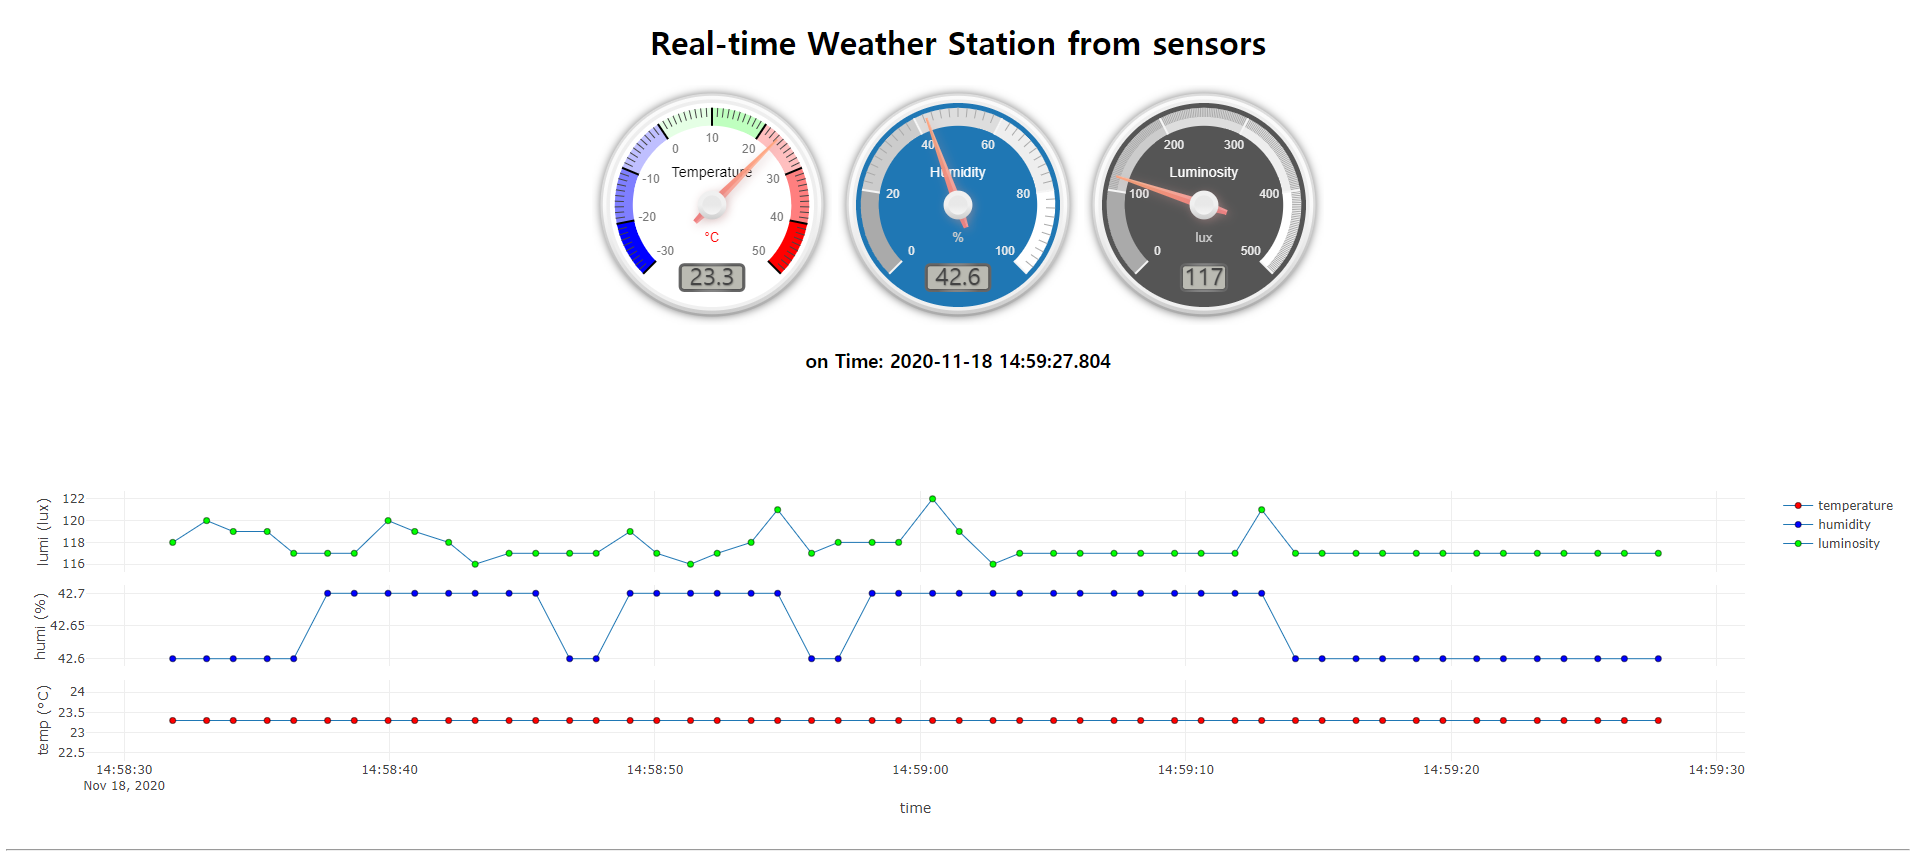 Real-time Weather Station from sensors
-30 -20 -10 0 10 20 30 40 50
Temperature
°C
23.3
0 20 40 60 80 100
Humidity
%
42.6
0 100 200 300 400 500
Luminosity
lux
117
on Time: 2020-11-18 14:59:27.804
lumi (lux)
122
120
118
116
humi (%)
42.7
42.65
42.6
temp (°C)
24
23.5
23
22.5
14:58:30 14:58:40 14:58:50 14:59:00 14:59:10 14:59:20 14:59:30
Nov 18, 2020
time
temperature
humidity
luminosity